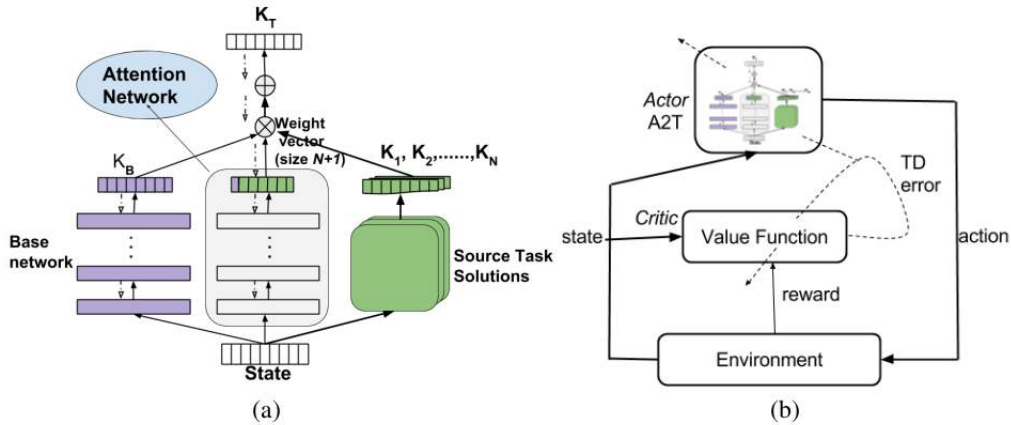 K_T
Attention
Network
Weight
vector
(size N+1)
K_B
K_1, K_2,......,K_N
Base
network
Source Task
Solutions
State
(a)
Actor
A2T
TD
error
Critic
state
Value Function
action
reward
Environment
(b)